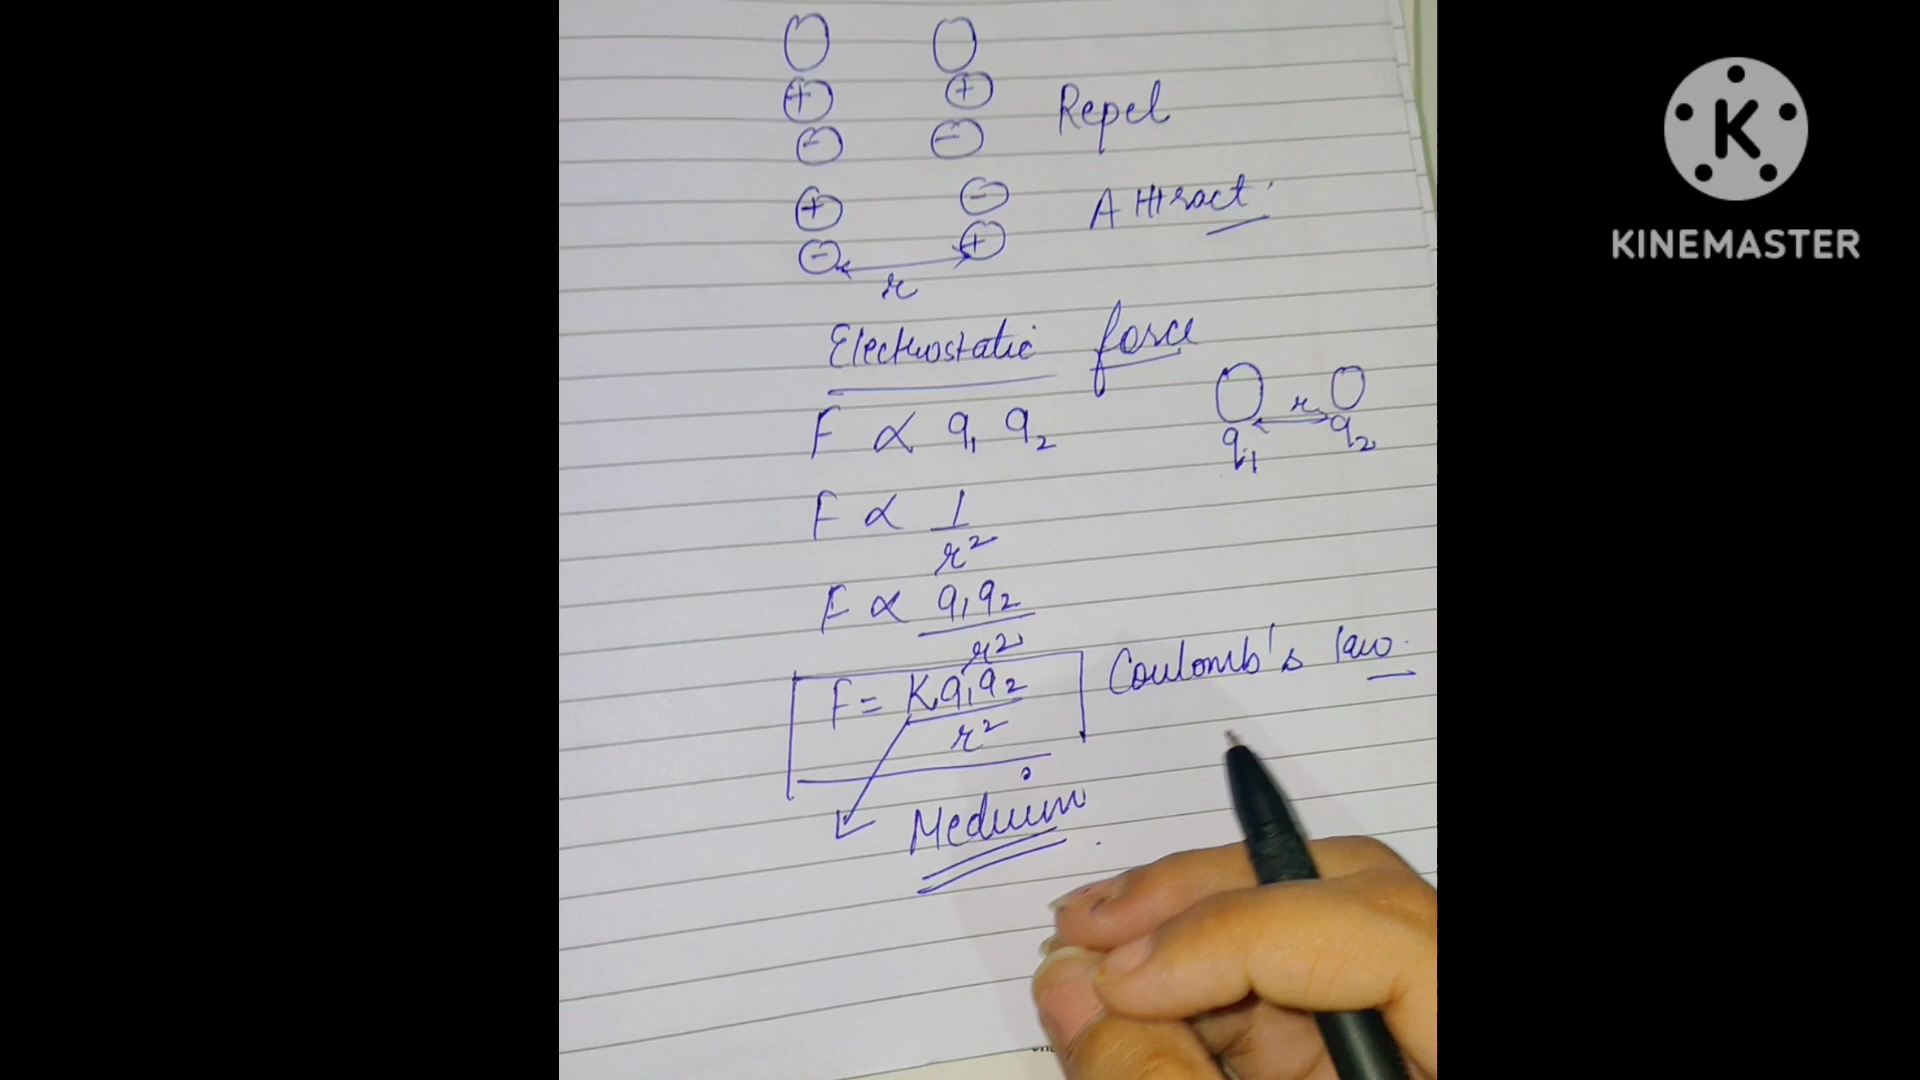 + + Repel
- -
+ - Attract
- +
r
Electrostatic force
F ∝ q₁ q₂
r
q₁ q₂
F ∝ 1/r²
F ∝ q₁q₂/r²
F = Kq₁q₂/r² Coulomb's law.
Medium
K
KINEMASTER